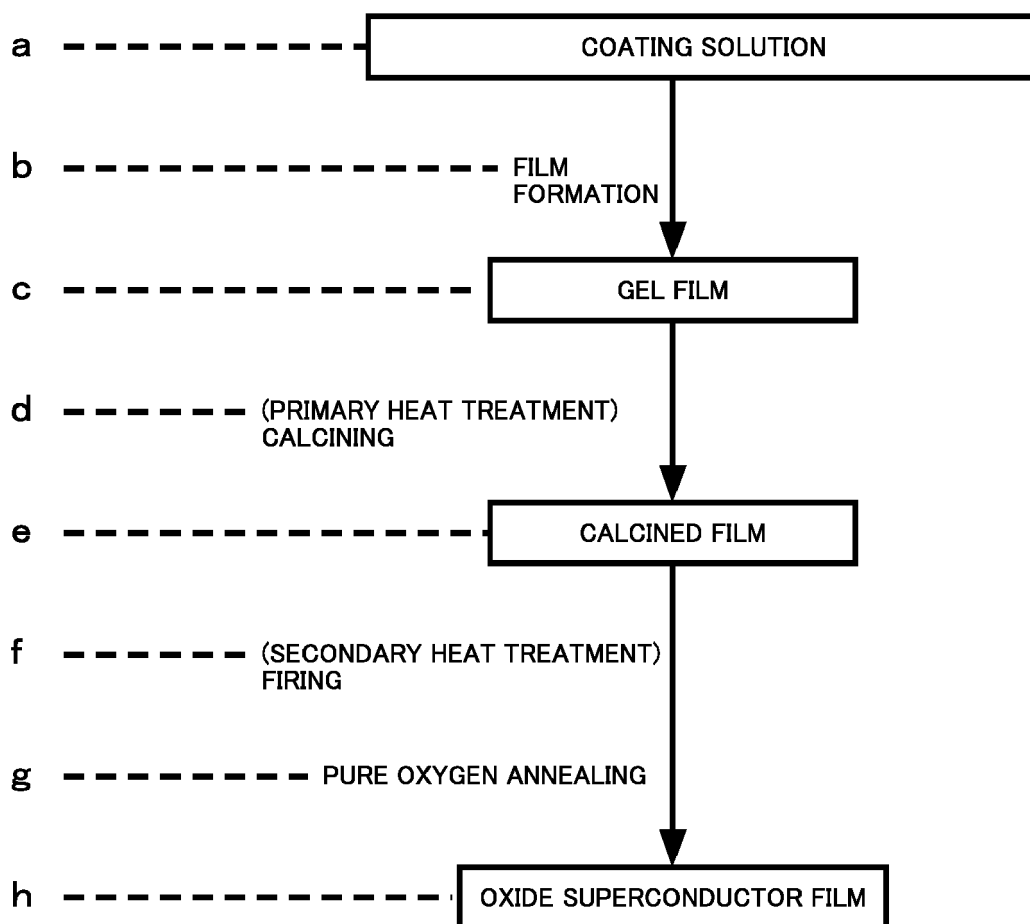 a
COATING SOLUTION
b
FILM
FORMATION
c
GEL FILM
d
(PRIMARY HEAT TREATMENT)
CALCINING
e
CALCINED FILM
f
(SECONDARY HEAT TREATMENT)
FIRING
g
PURE OXYGEN ANNEALING
h
OXIDE SUPERCONDUCTOR FILM